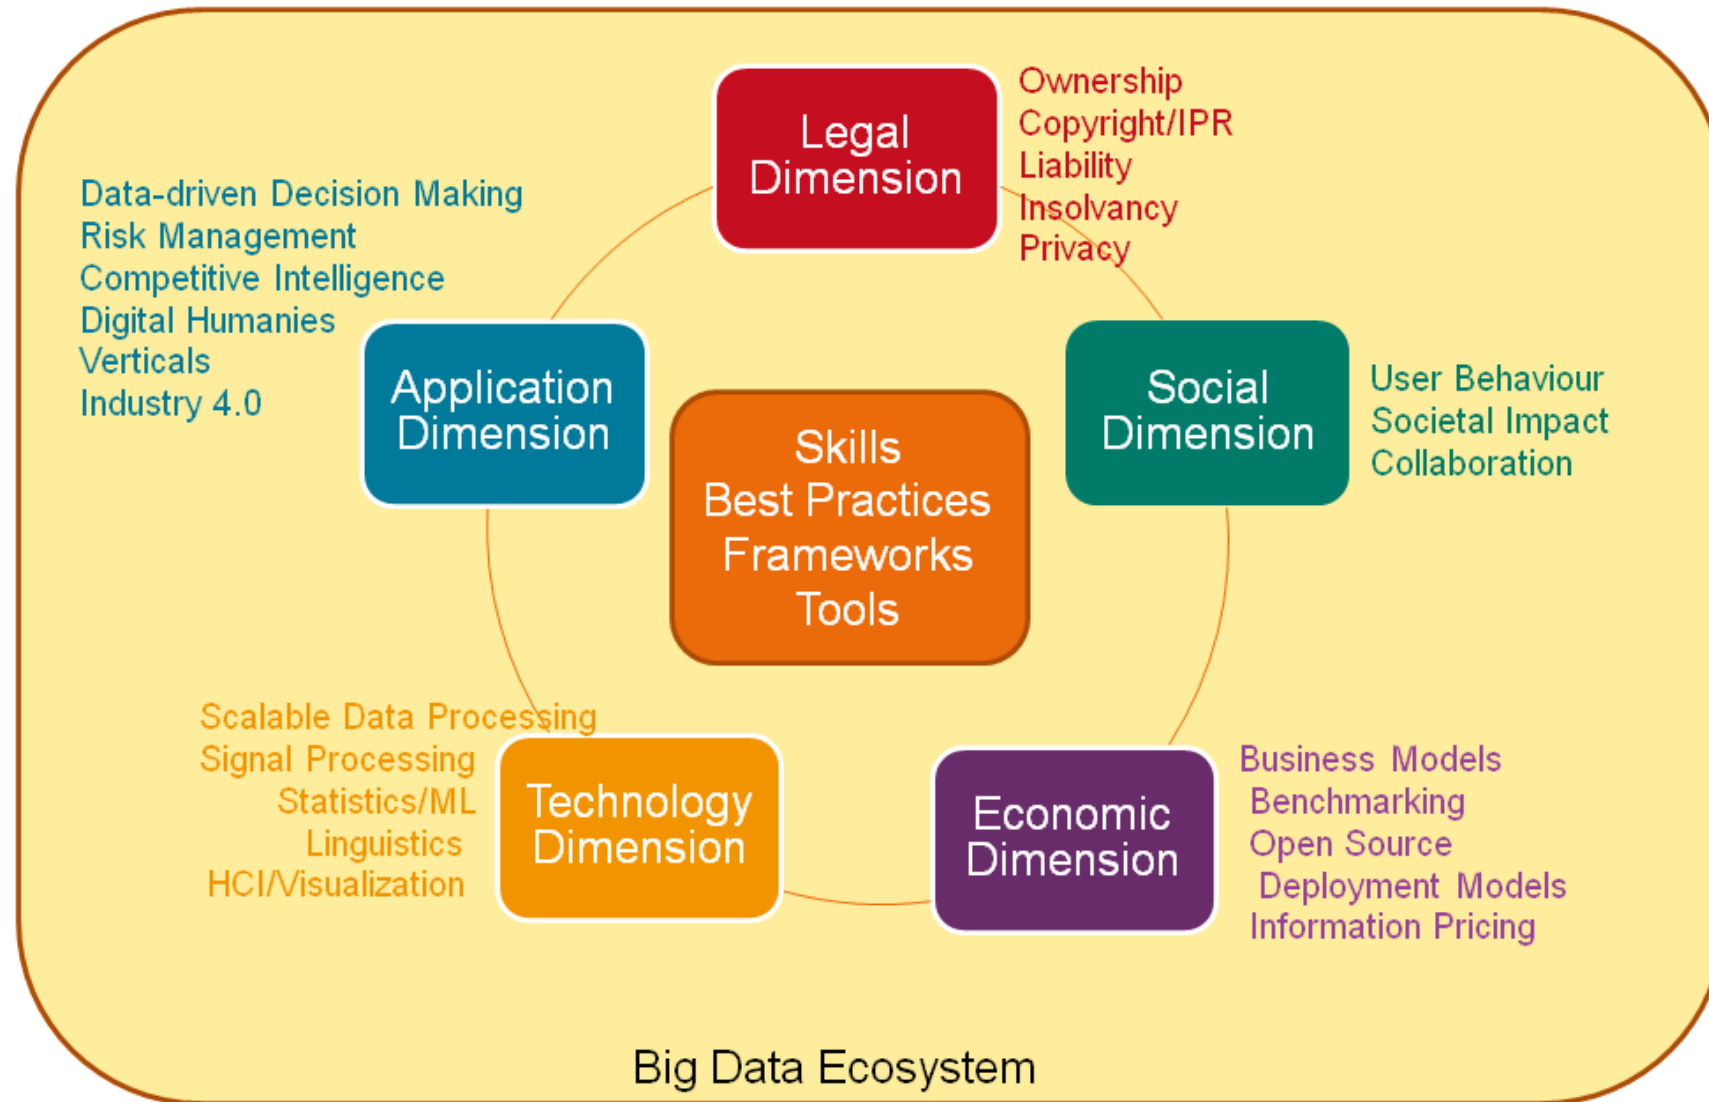 Legal
Dimension
Ownership
Copyright/IPR
Liability
Insolvancy
Privacy
Data-driven Decision Making
Risk Management
Competitive Intelligence
Digital Humanies
Verticals
Industry 4.0
Application
Dimension
Social
Dimension
User Behaviour
Societal Impact
Collaboration
Skills
Best Practices
Frameworks
Tools
Scalable Data Processing
Signal Processing
Statistics/ML
Linguistics
HCI/Visualization
Technology
Dimension
Economic
Dimension
Business Models
Benchmarking
Open Source
Deployment Models
Information Pricing
Big Data Ecosystem